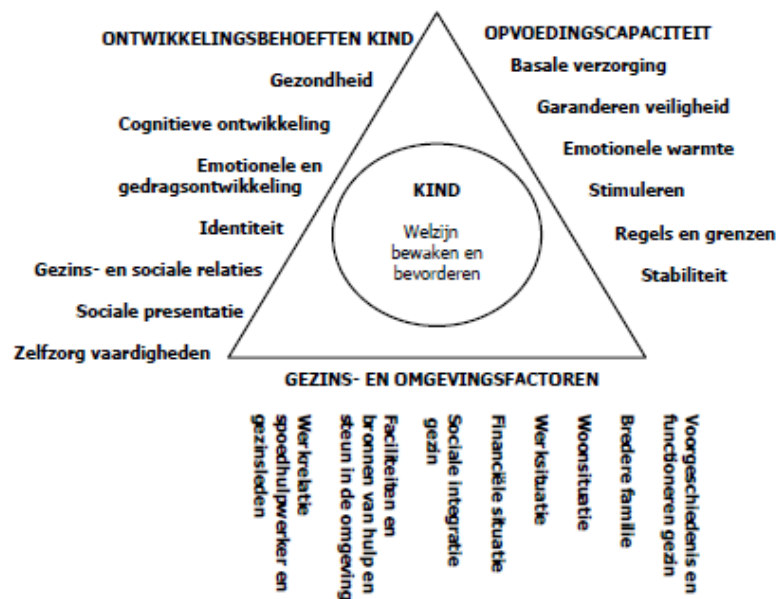 ONTWIKKELINGSBEHOEFTEN KIND
Gezondheid
Cognitieve ontwikkeling
Emotionele en
gedragsontwikkeling
Identiteit
Gezins- en sociale relaties
Sociale presentatie
Zelfzorg vaardigheden
OPVOEDINGSCAPACITEIT
Basale verzorging
Garanderen veiligheid
Emotionele warmte
Stimuleren
Regels en grenzen
Stabiliteit
KIND
Welzijn
bewaken en
bevorderen
GEZINS- EN OMGEVINGSFACTOREN
Werkrelatie
spoedhulpwerker en
gezinsleden
Faciliteiten en
bronnen van hulp en
steun in de omgeving
Sociale integratie
gezin
Financiële situatie
Werksituatie
Woonsituatie
Bredere familie
Voorgeschiedenis en
functioneren gezin